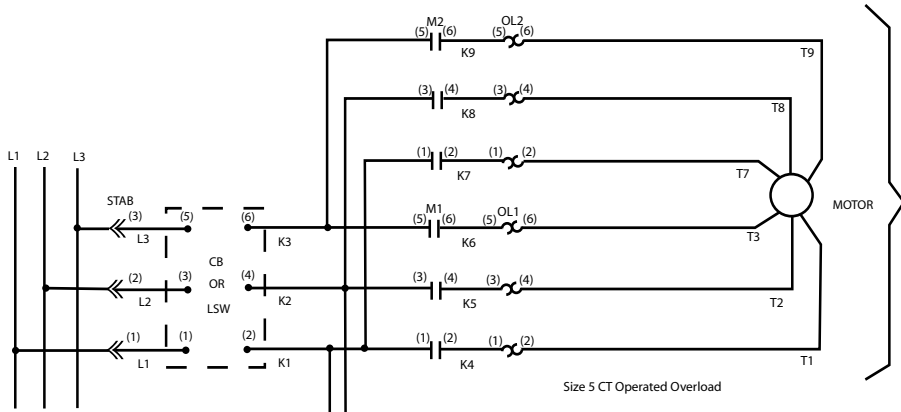 M2 OL2
(5) (6) (5) (6)
K9 T9
(3) (4) (3) (4)
K8 T8
L1 L2 L3
(1) (2) (1) (2)
K7 T7
STAB
(3) (5) (6) M1 OL1
(5) (6) (5) (6)
MOTOR
L3 K3 K6 T3
CB
OR
LSW
(2) (3) (4) (3) (4) (3) (4)
L2 K2 K5 T2
(1) (1) (2) (1) (2) (1) (2)
L1 K1 K4 T1
Size 5 CT Operated Overload